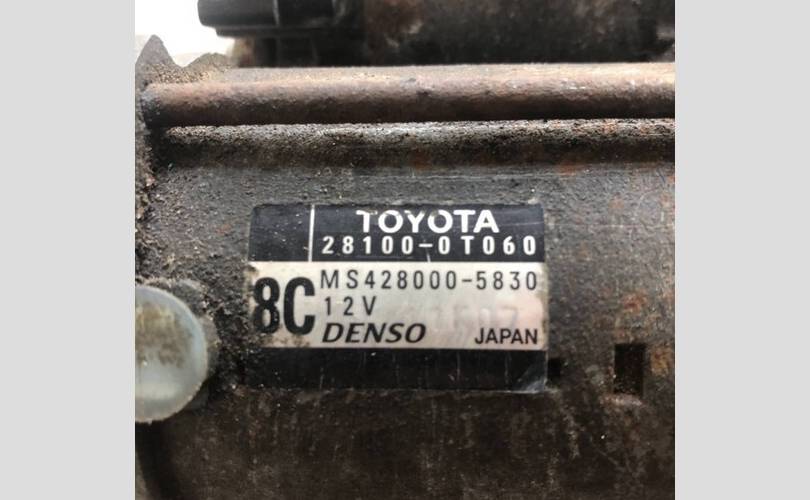 TOYOTA
28100-0T060
8C
MS428000-5830
12V
DENSO JAPAN